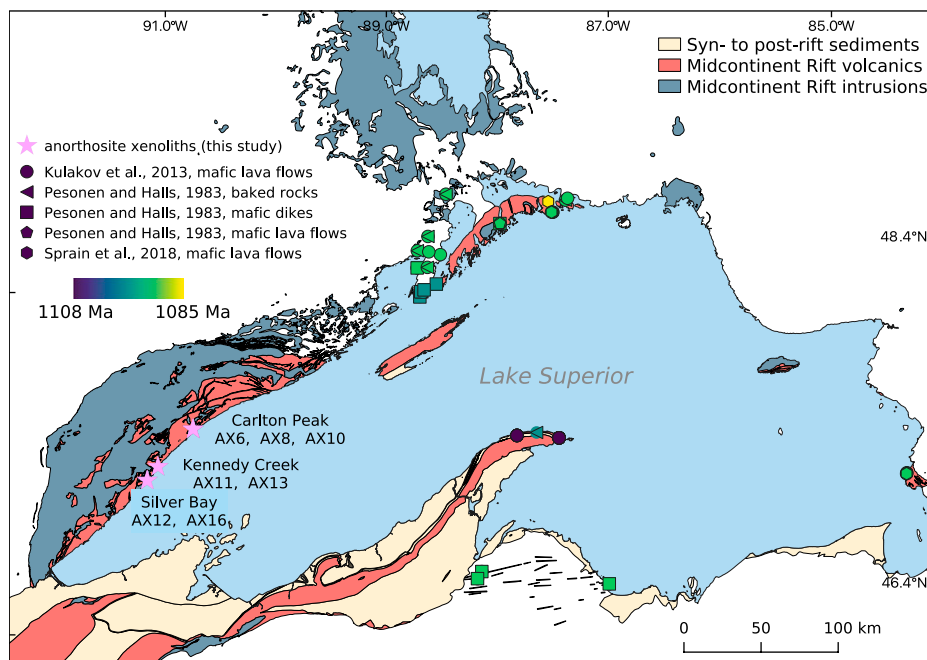 91.0°W
89.0°W
87.0°W
85.0°W
Syn- to post-rift sediments
Midcontinent Rift volcanics
Midcontinent Rift intrusions
anorthosite xenoliths (this study)
Kulakov et al., 2013, mafic lava flows
Pesonen and Halls, 1983, baked rocks
Pesonen and Halls, 1983, mafic dikes
Pesonen and Halls, 1983, mafic lava flows
Sprain et al., 2018, mafic lava flows
1108 Ma
1085 Ma
48.4°N
Lake Superior
Carlton Peak
AX6, AX8, AX10
Kennedy Creek
AX11, AX13
Silver Bay
AX12, AX16
46.4°N
0 50 100 km